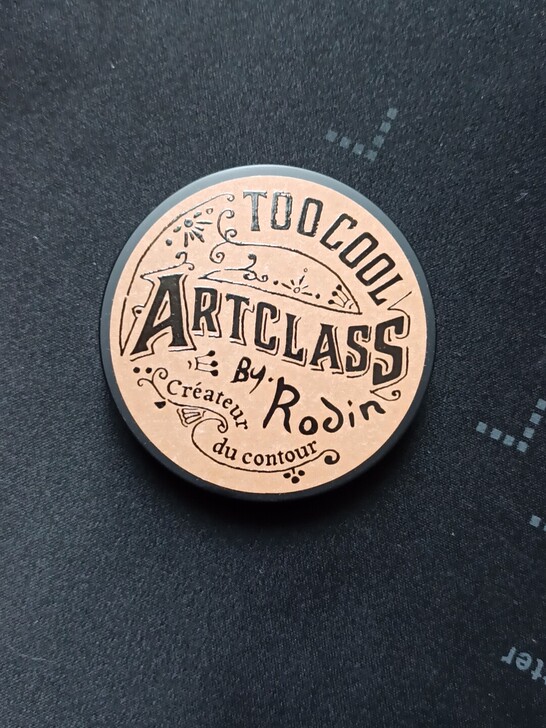 TOO COOL
ARTCLASS
By. Rodin
Créateur
du contour